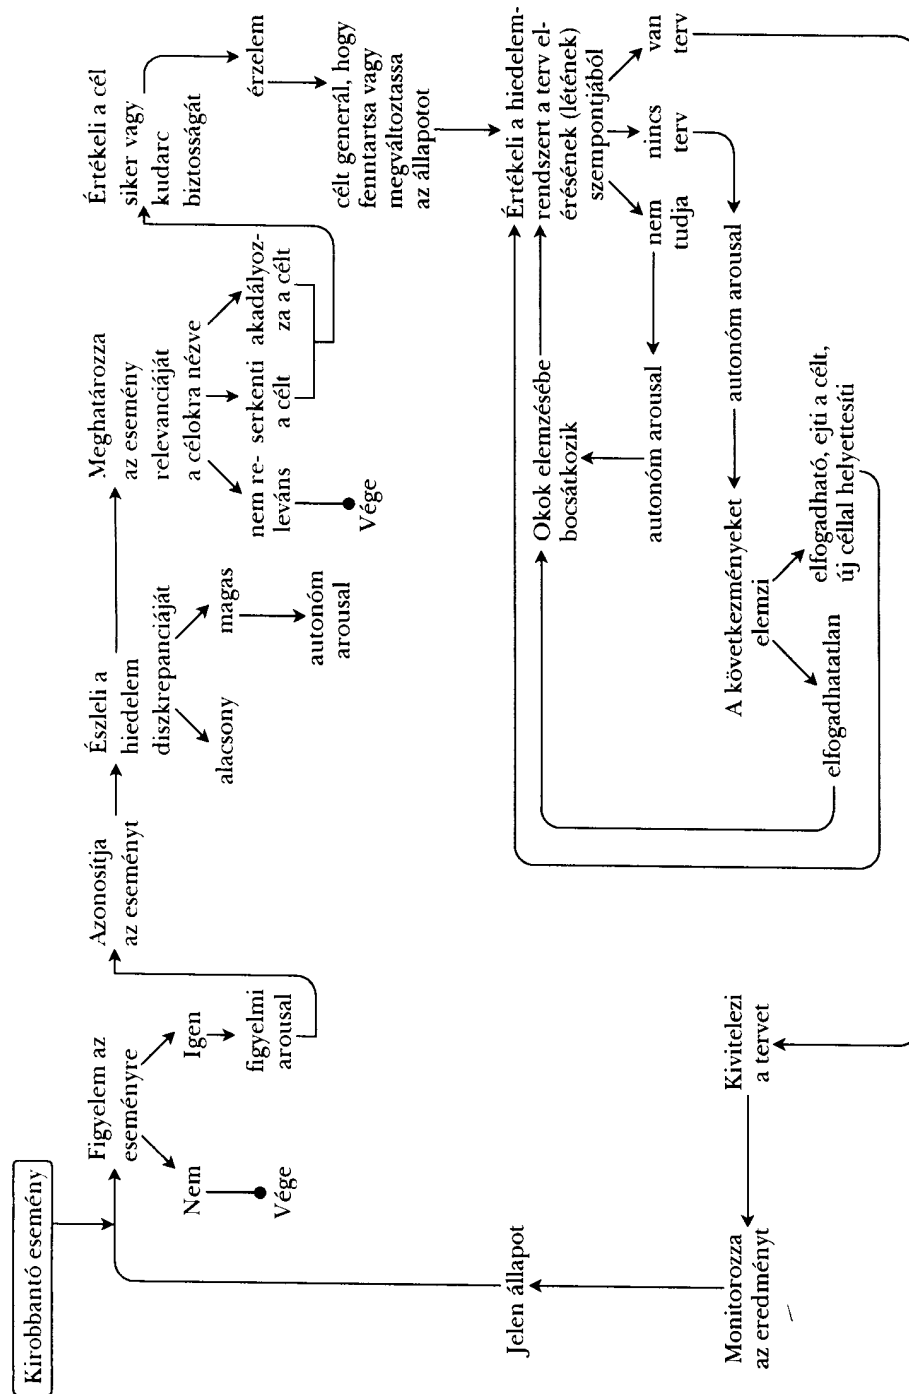 Kirobbantó esemény
Figyelem az
eseményre
Nem
Vége
Igen
figyelmi
arousal
Azonosítja
az eseményt
Észleli a
hiedelem
diszkrepanciáját
alacsony
magas
autonóm
arousal
Meghatározza
az esemény
relevanciáját
a célokra nézve
nem re-
leváns
Vége
serkenti
a célt
akadályoz-
za a célt
Értékeli a cél
siker vagy
kudarc
biztosságát
érzelem
célt generál, hogy
fenntartsa vagy
megváltoztassa
az állapotot
Értékeli a hiedelem-
rendszert a terv el-
érésének (létének)
szempontjából
nem
tudja
nincs
terv
van
terv
autonóm arousal
Okok elemzésébe
bocsátkozik
autonóm arousal
A következményeket
elemzi
elfogadhatatlan
elfogadható, ejti a célt,
új céllal helyettesíti
Kivitelezi
a tervet
Monitorozza
az eredményt
Jelen állapot